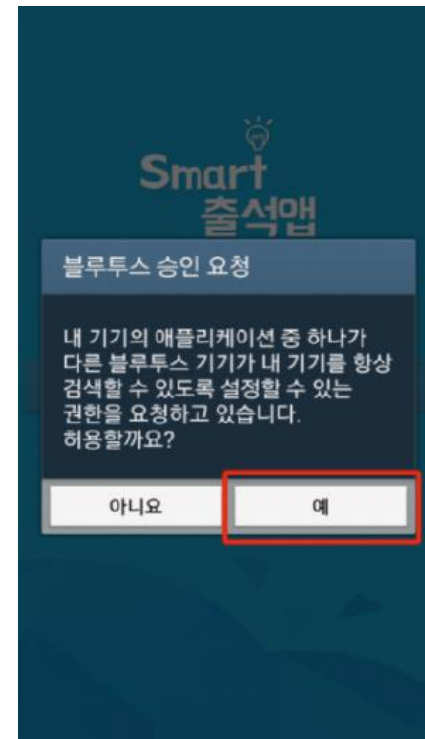 Smart
출석앱
블루투스 승인 요청
내 기기의 애플리케이션 중 하나가
다른 블루투스 기기가 내 기기를 항상
검색할 수 있도록 설정할 수 있는
권한을 요청하고 있습니다.
허용할까요?
아니요
예